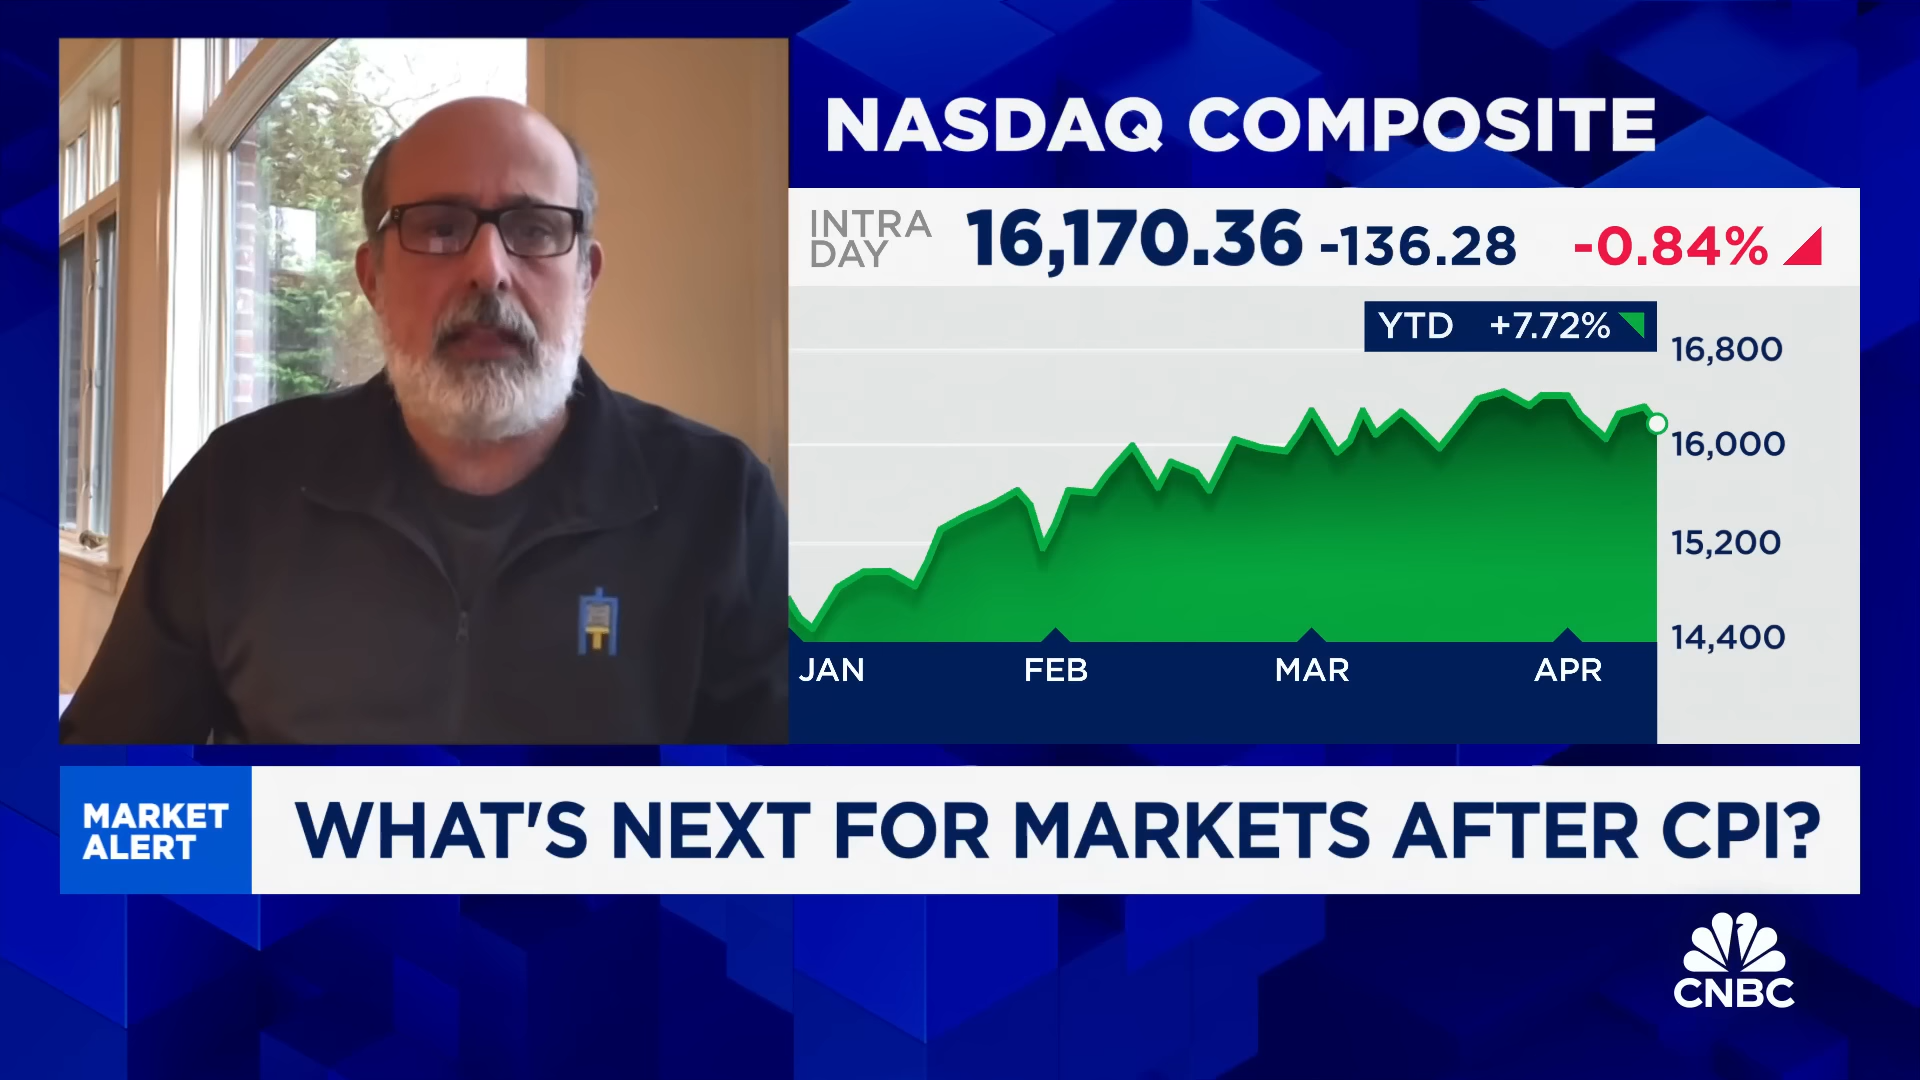 NASDAQ COMPOSITE
INTRA
DAY
16,170.36 -136.28 -0.84%
YTD +7.72%
16,800
16,000
15,200
14,400
JAN FEB MAR APR
MARKET
ALERT
WHAT'S NEXT FOR MARKETS AFTER CPI?
CNBC